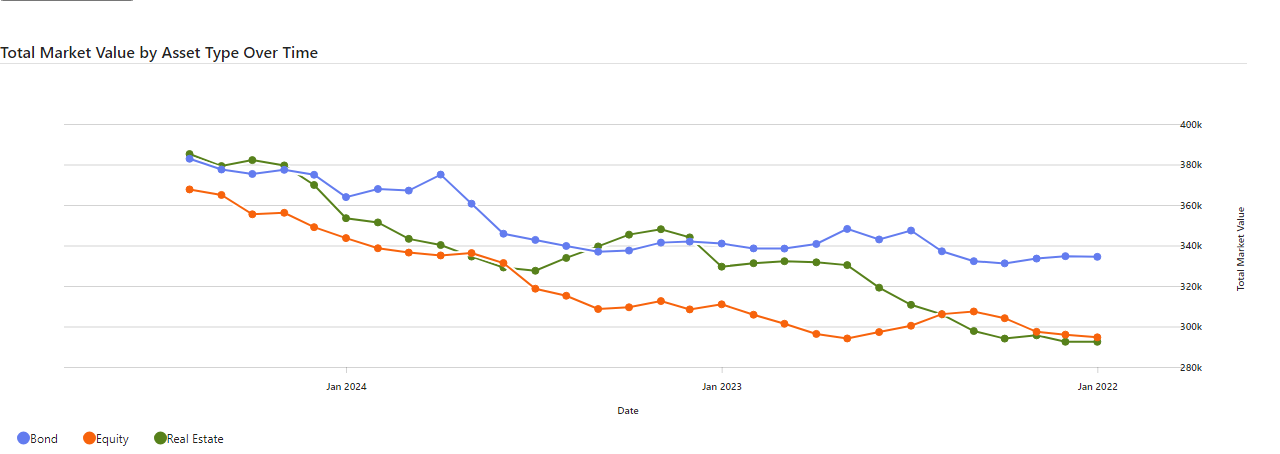 Total Market Value by Asset Type Over Time
400k
380k
360k
340k
320k
300k
280k
Total Market Value
Jan 2024 Jan 2023 Jan 2022
Date
Bond Equity Real Estate